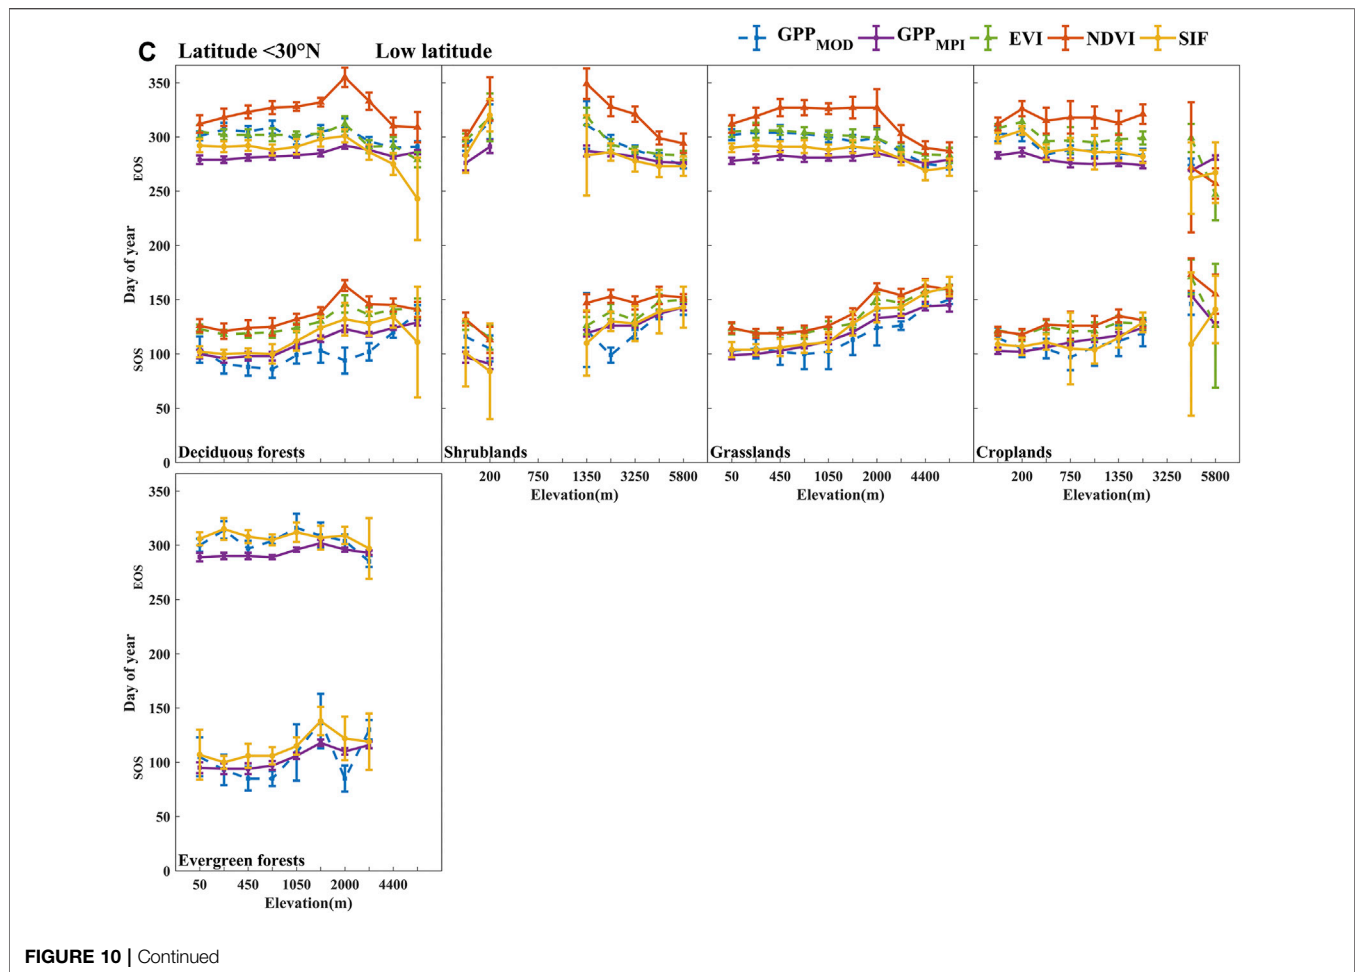 GPP_MOD GPP_MPI EVI NDVI SIF
C Latitude <30°N Low latitude
350
300
250
200
150
100
50
0
EOS
Day of year
SOS
Deciduous forests
Shrublands
Grasslands
Croplands
200 750 1350 3250 5800
Elevation(m)
50 450 1050 2000 4400
Elevation(m)
200 750 1350 3250 5800
Elevation(m)
350
300
250
200
150
100
50
0
EOS
Day of year
SOS
Evergreen forests
50 450 1050 2000 4400
Elevation(m)
FIGURE 10 | Continued